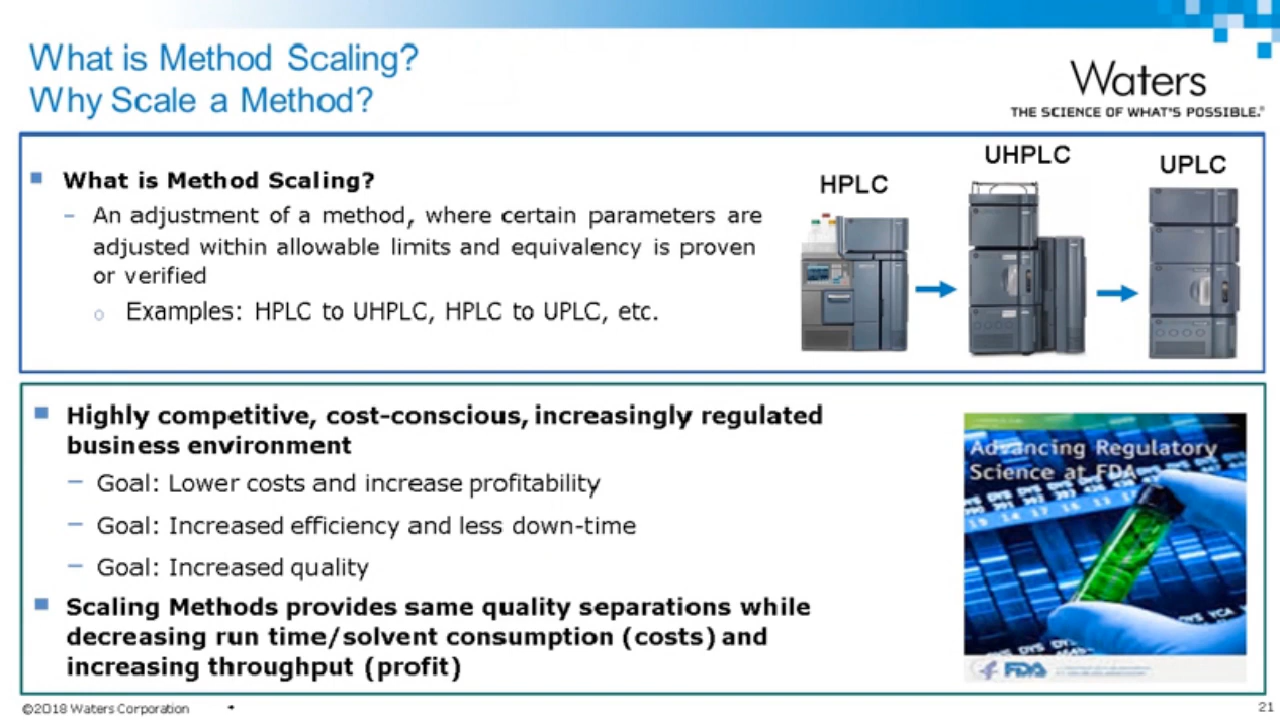 What is Method Scaling?
Why Scale a Method?
Waters
THE SCIENCE OF WHAT'S POSSIBLE.®
What is Method Scaling?
– An adjustment of a method, where certain parameters are
adjusted within allowable limits and equivalency is proven
or verified
o Examples: HPLC to UHPLC, HPLC to UPLC, etc.
HPLC
UHPLC
UPLC
Highly competitive, cost-conscious, increasingly regulated
business environment
– Goal: Lower costs and increase profitability
– Goal: Increased efficiency and less down-time
– Goal: Increased quality
Scaling Methods provides same quality separations while
decreasing run time/solvent consumption (costs) and
increasing throughput (profit)
Advancing Regulatory
Science at FDA
FDA
©2018 Waters Corporation
21